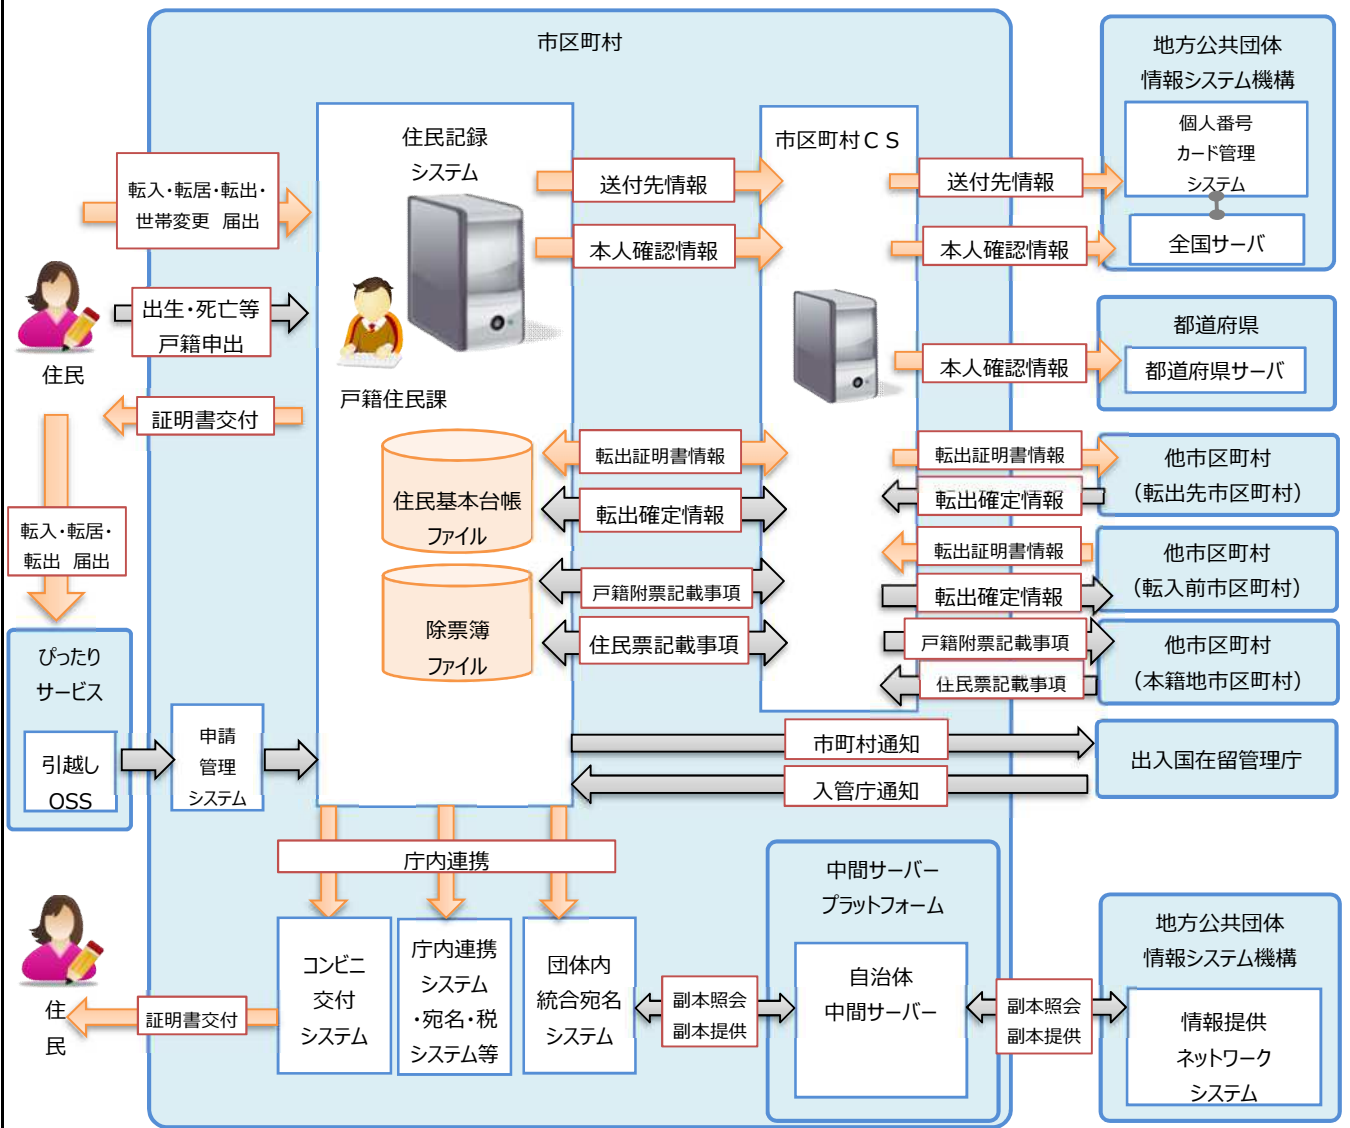 市区町村
地方公共団体
情報システム機構
個人番号
カード管理
システム
全国サーバ
住民記録
システム
市区町村ＣＳ
転入・転居・転出・
世帯変更 届出
送付先情報
送付先情報
本人確認情報
本人確認情報
出生・死亡等
戸籍申出
住民
戸籍住民課
都道府県
都道府県サーバ
本人確認情報
証明書交付
住民基本台帳
ファイル
除票簿
ファイル
転出証明書情報
転出確定情報
戸籍附票記載事項
住民票記載事項
転出証明書情報
転出確定情報
他市区町村
（転出先市区町村）
転出証明書情報
転出確定情報
他市区町村
（転入前市区町村）
戸籍附票記載事項
住民票記載事項
他市区町村
（本籍地市区町村）
転入・転居・
転出 届出
ぴったり
サービス
引越し
OSS
申請
管理
システム
市町村通知
入管庁通知
出入国在留管理庁
庁内連携
コンビニ
交付
システム
庁内連携
システム
・宛名・税
システム等
団体内
統合宛名
システム
中間サーバー
プラットフォーム
自治体
中間サーバー
副本照会
副本提供
副本照会
副本提供
地方公共団体
情報システム機構
情報提供
ネットワーク
システム
住
民
証明書交付